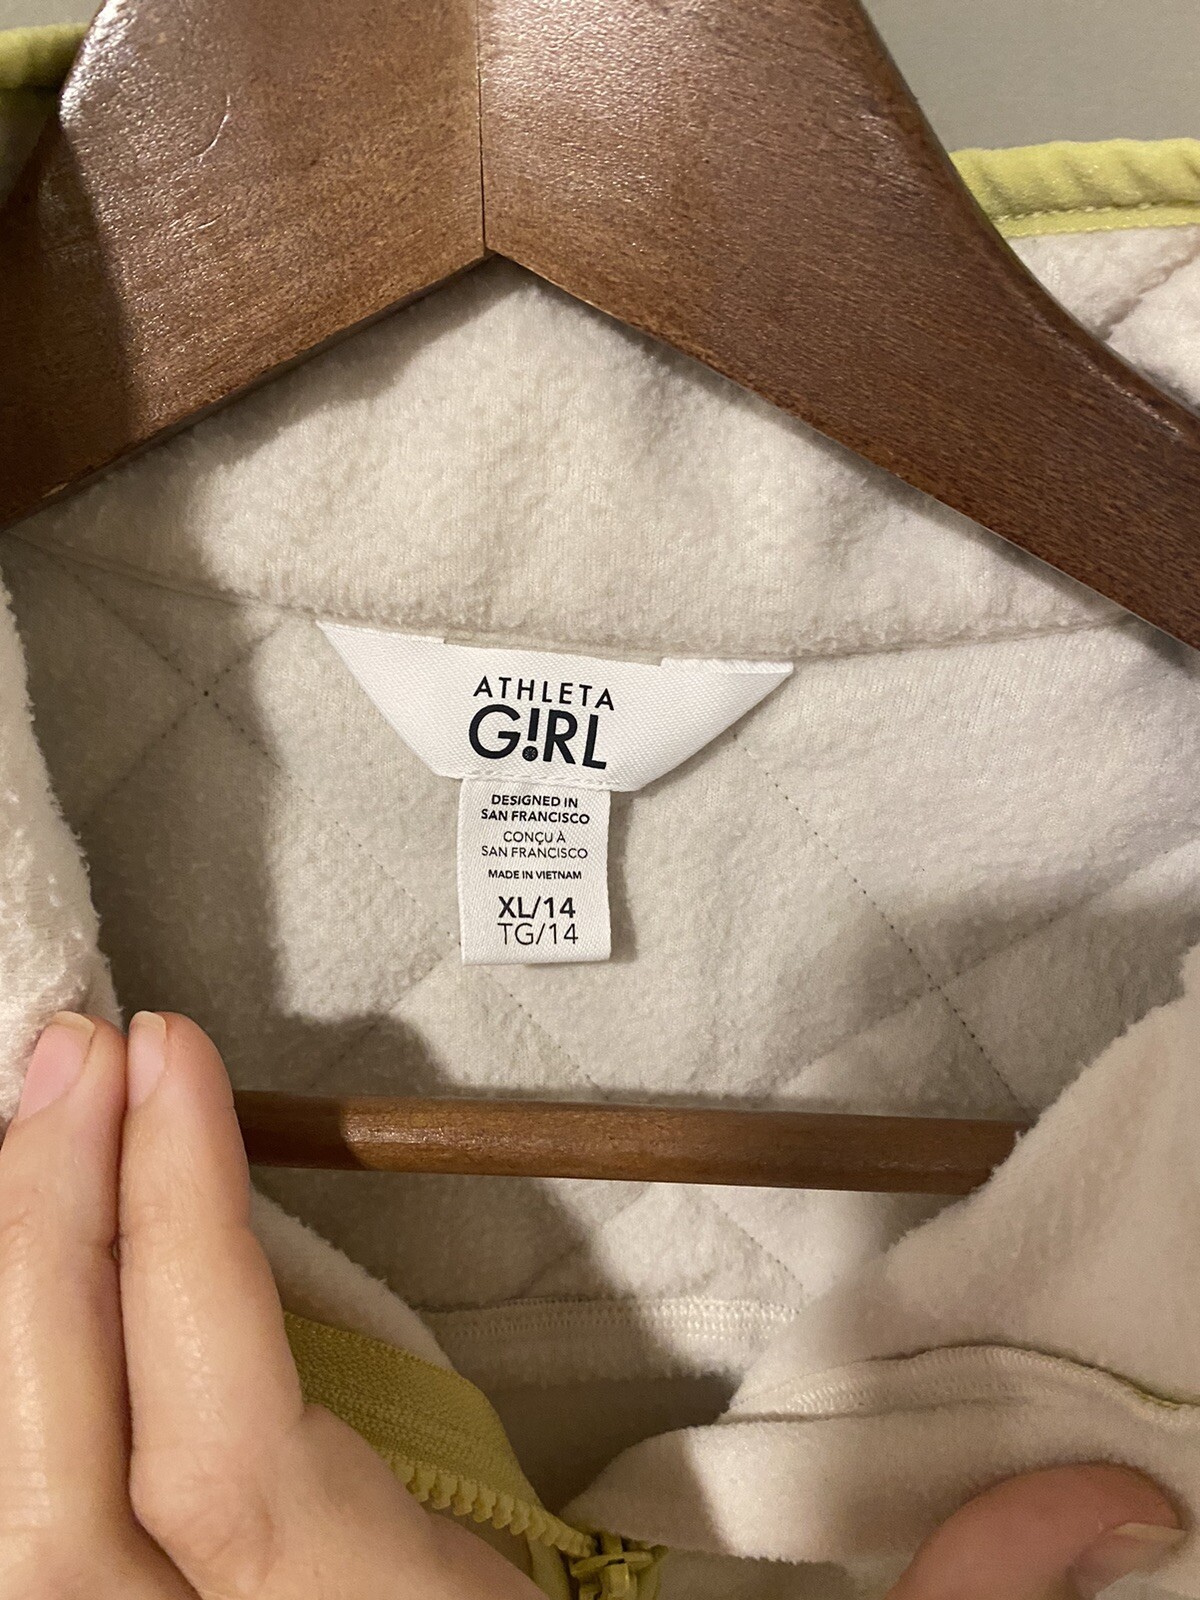 ATHLETA
G!RL
DESIGNED IN
SAN FRANCISCO
CONÇU À
SAN FRANCISCO
MADE IN VIETNAM
XL/14
TG/14